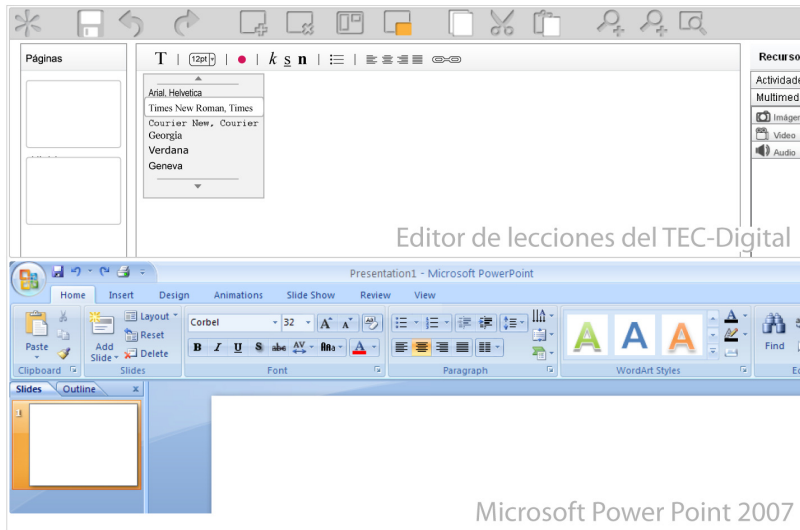 Páginas
T | 12pt | k s n
Recurso
Arial, Helvetica
Times New Roman, Times
Courier New, Courier
Georgia
Verdana
Geneva
Actividade
Multimed
Imágen
Video
Audio
Editor de lecciones del TEC-Digital
Presentation1 - Microsoft PowerPoint
Home Insert Design Animations Slide Show Review View
Paste
Add Slide
Layout
Reset
Delete
Corbel 32 A A
B I U S abc AV Aa A
A A A A
Find
Clipboard Slides Font Paragraph WordArt Styles
Slides Outline x
1
Microsoft Power Point 2007